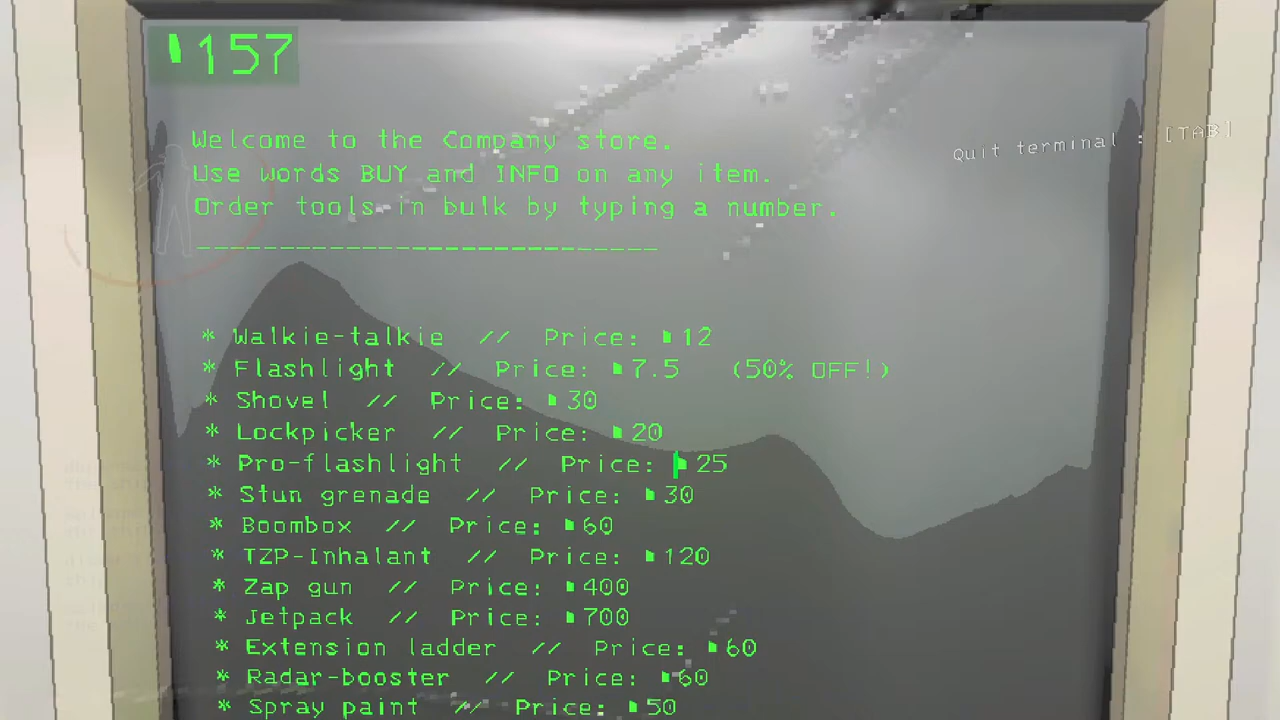 157
Quit terminal : [TAB]
Welcome to the Company store.
Use words BUY and INFO on any item.
Order tools in bulk by typing a number.
____________________________
* Walkie-talkie // Price: 12
* Flashlight // Price: 7.5 (50% OFF!)
* Shovel // Price: 30
* Lockpicker // Price: 20
* Pro-flashlight // Price: 25
* Stun grenade // Price: 30
* Boombox // Price: 60
* TZP-Inhalant // Price: 120
* Zap gun // Price: 400
* Jetpack // Price: 700
* Extension ladder // Price: 60
* Radar-booster // Price: 60
* Spray paint // Price: 50